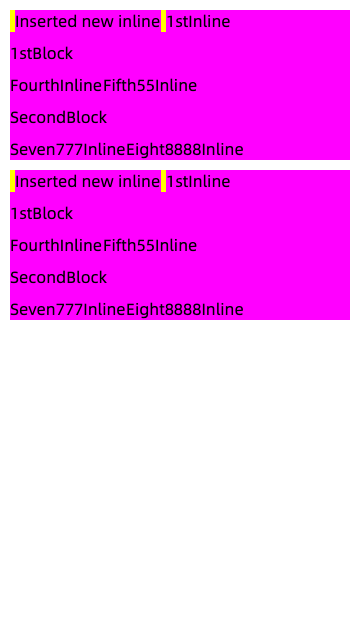 Inserted new inline 1stInline
1stBlock
FourthInlineFifth55Inline
SecondBlock
Seven777InlineEight8888Inline
Inserted new inline 1stInline
1stBlock
FourthInlineFifth55Inline
SecondBlock
Seven777InlineEight8888Inline